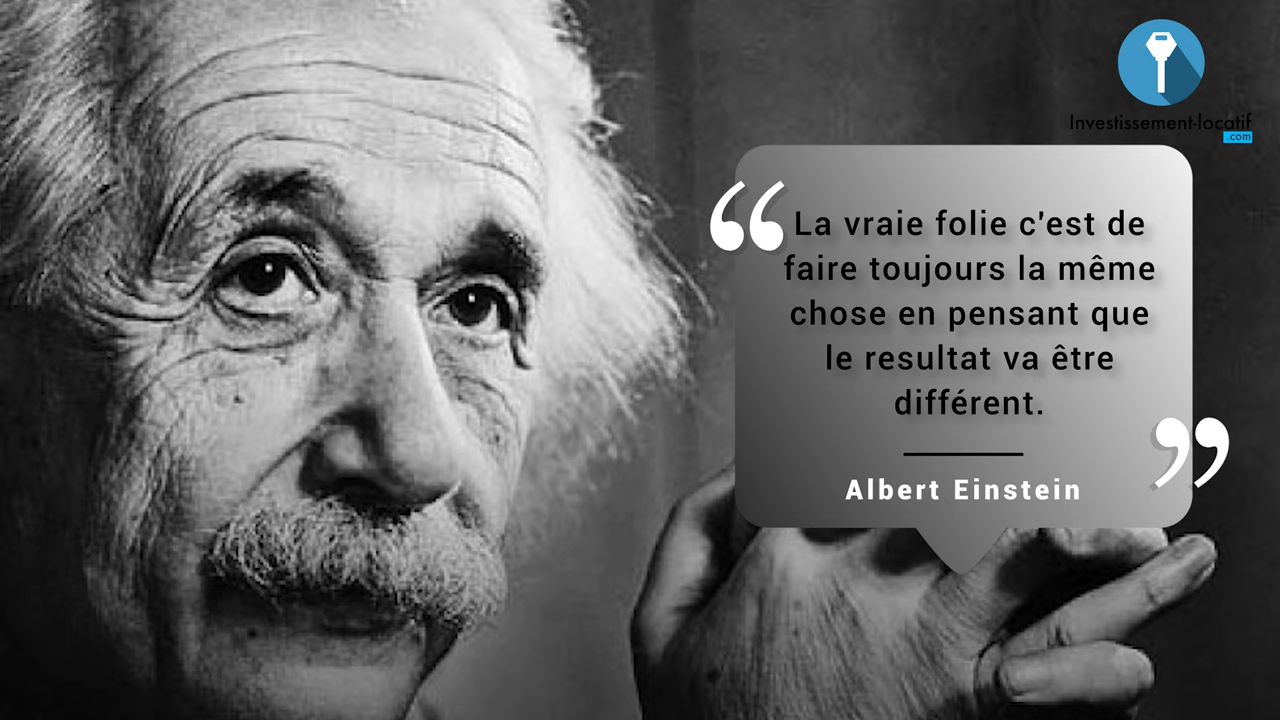 Investissement-locatif
.com
“ La vraie folie c'est de
faire toujours la même
chose en pensant que
le resultat va être
différent. ”
Albert Einstein